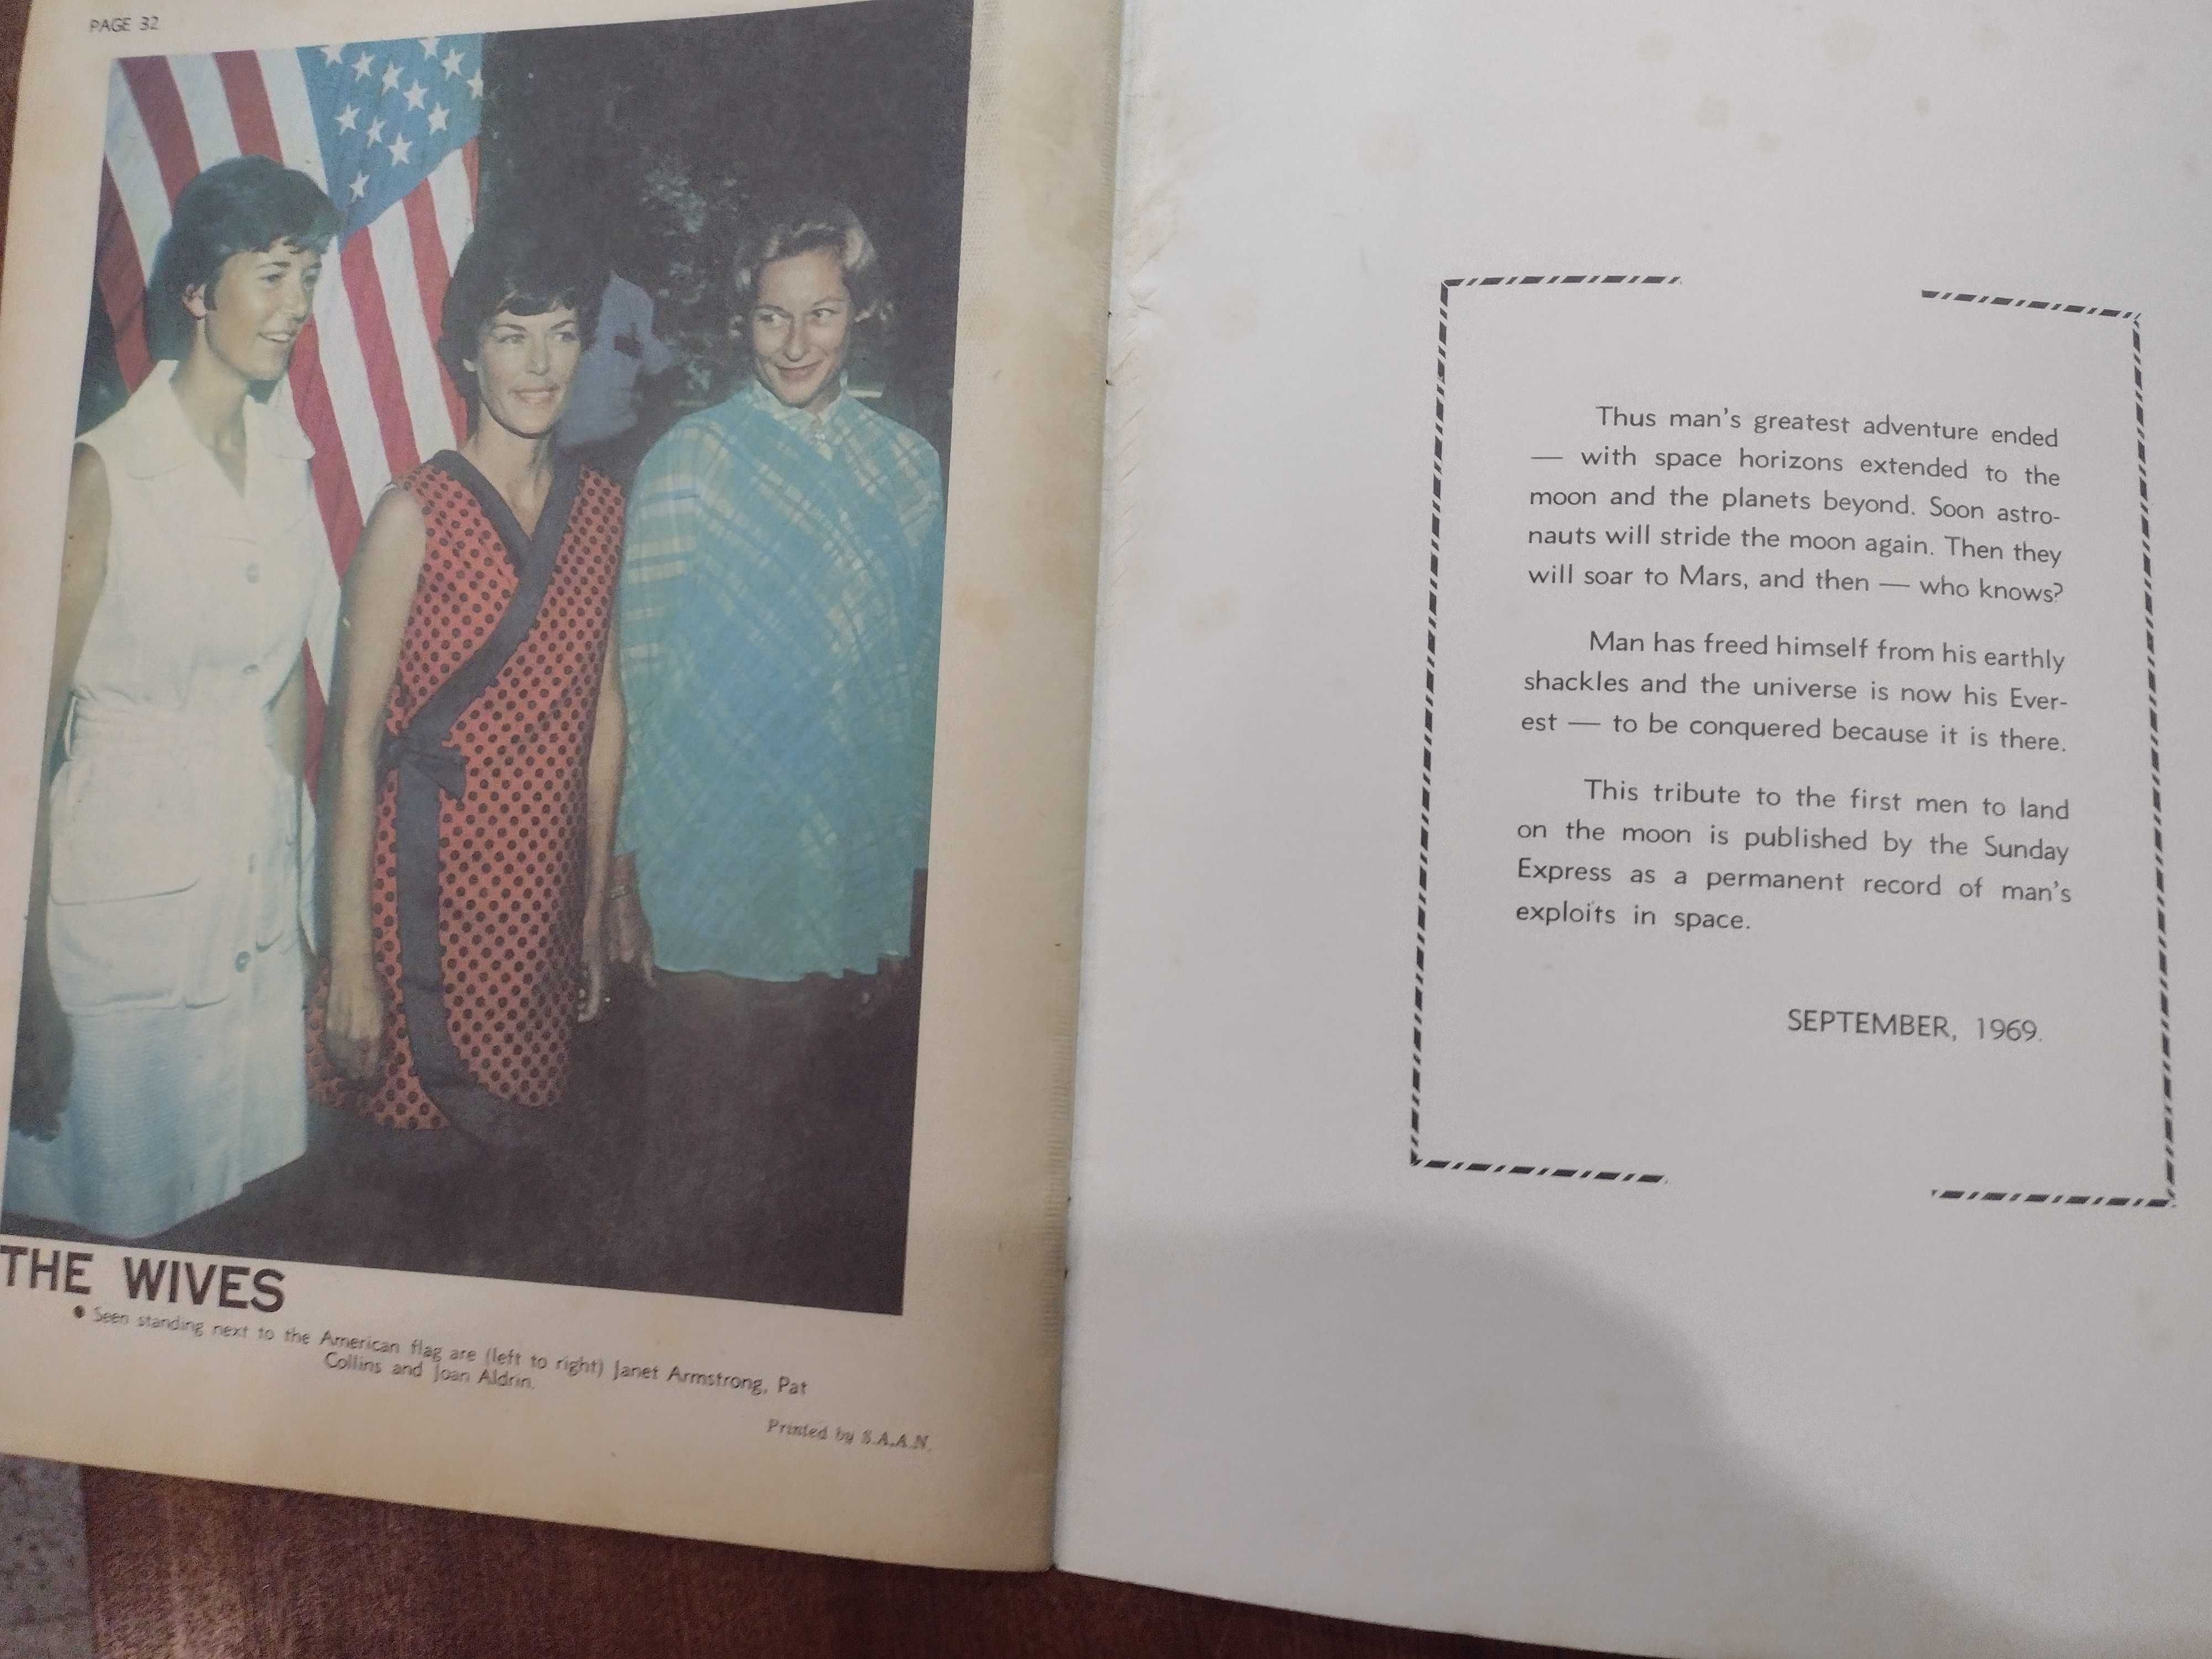 PAGE 32
THE WIVES
● Seen standing next to the American flag are (left to right) Janet Armstrong, Pat
Collins and Joan Aldrin.
Printed by S.A.A.N.
Thus man's greatest adventure ended
— with space horizons extended to the
moon and the planets beyond. Soon astro-
nauts will stride the moon again. Then they
will soar to Mars, and then — who knows?
Man has freed himself from his earthly
shackles and the universe is now his Ever-
est — to be conquered because it is there.
This tribute to the first men to land
on the moon is published by the Sunday
Express as a permanent record of man's
exploits in space.
SEPTEMBER, 1969.